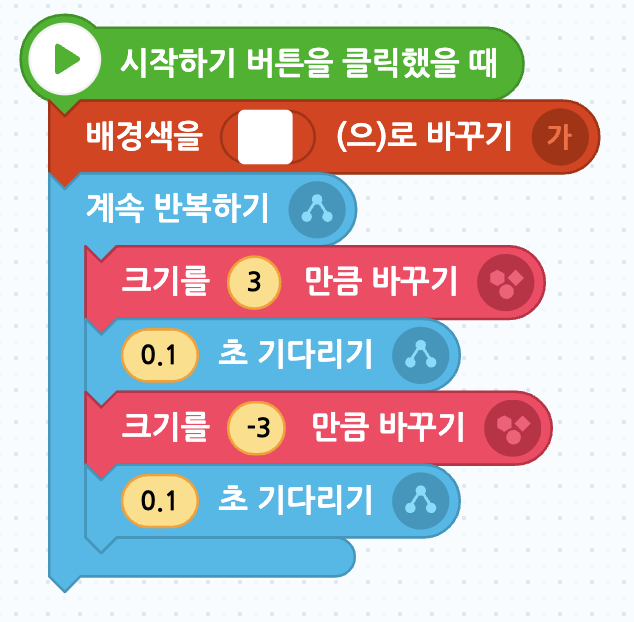 시작하기 버튼을 클릭했을 때
배경색을 (으)로 바꾸기 가
계속 반복하기
크기를 3 만큼 바꾸기
0.1 초 기다리기
크기를 -3 만큼 바꾸기
0.1 초 기다리기